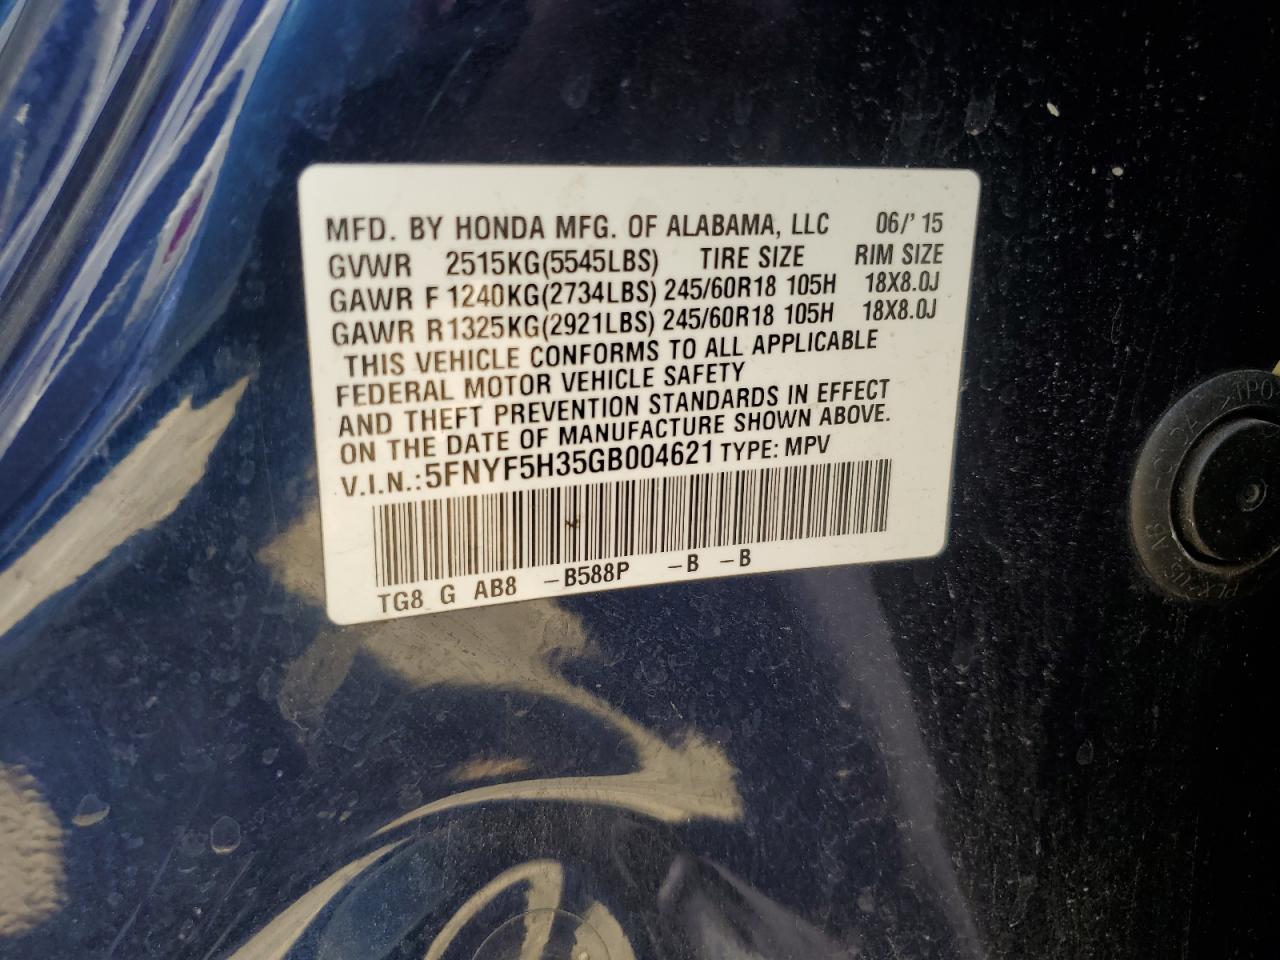 MFD. BY HONDA MFG. OF ALABAMA, LLC 06/'15
GVWR 2515KG(5545LBS) TIRE SIZE RIM SIZE
GAWR F 1240KG(2734LBS) 245/60R18 105H 18X8.0J
GAWR R1325KG(2921LBS) 245/60R18 105H 18X8.0J
THIS VEHICLE CONFORMS TO ALL APPLICABLE
FEDERAL MOTOR VEHICLE SAFETY
AND THEFT PREVENTION STANDARDS IN EFFECT
ON THE DATE OF MANUFACTURE SHOWN ABOVE.
V.I.N.:5FNYF5H35GB004621 TYPE: MPV
TG8 G AB8 -B588P -B -B